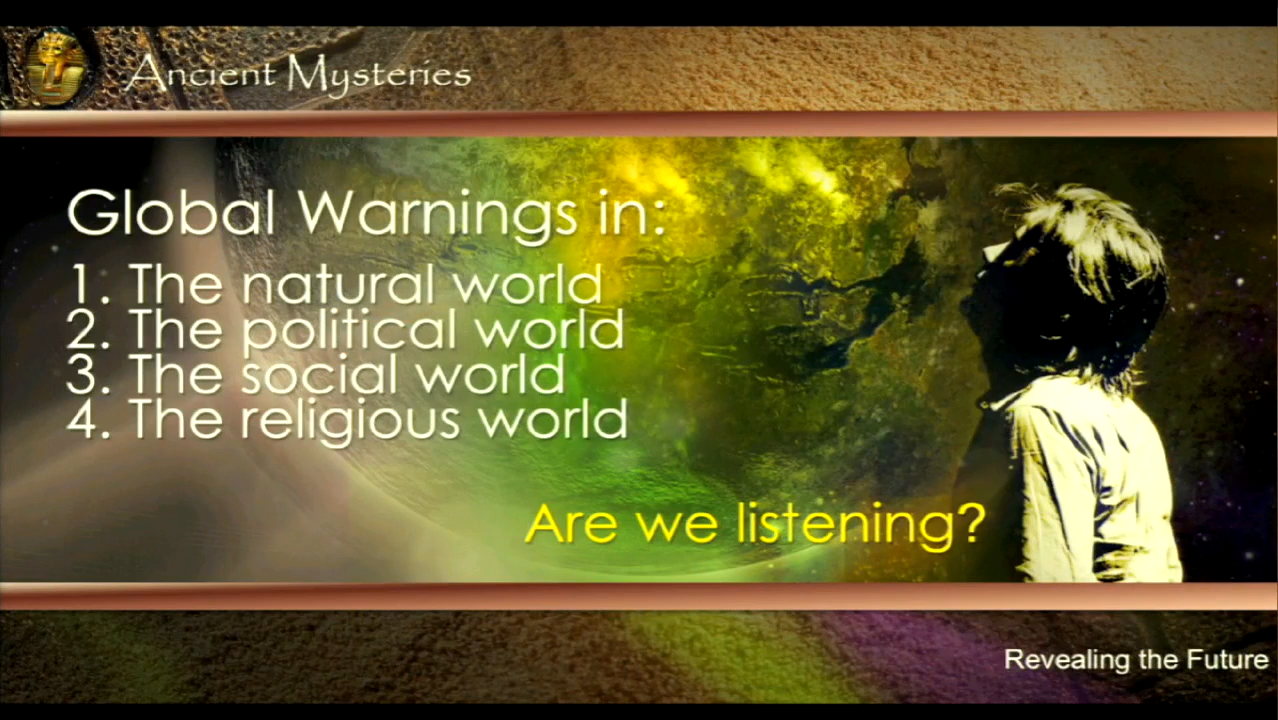 Ancient Mysteries
Global Warnings in:
1. The natural world
2. The political world
3. The social world
4. The religious world
Are we listening?
Revealing the Future